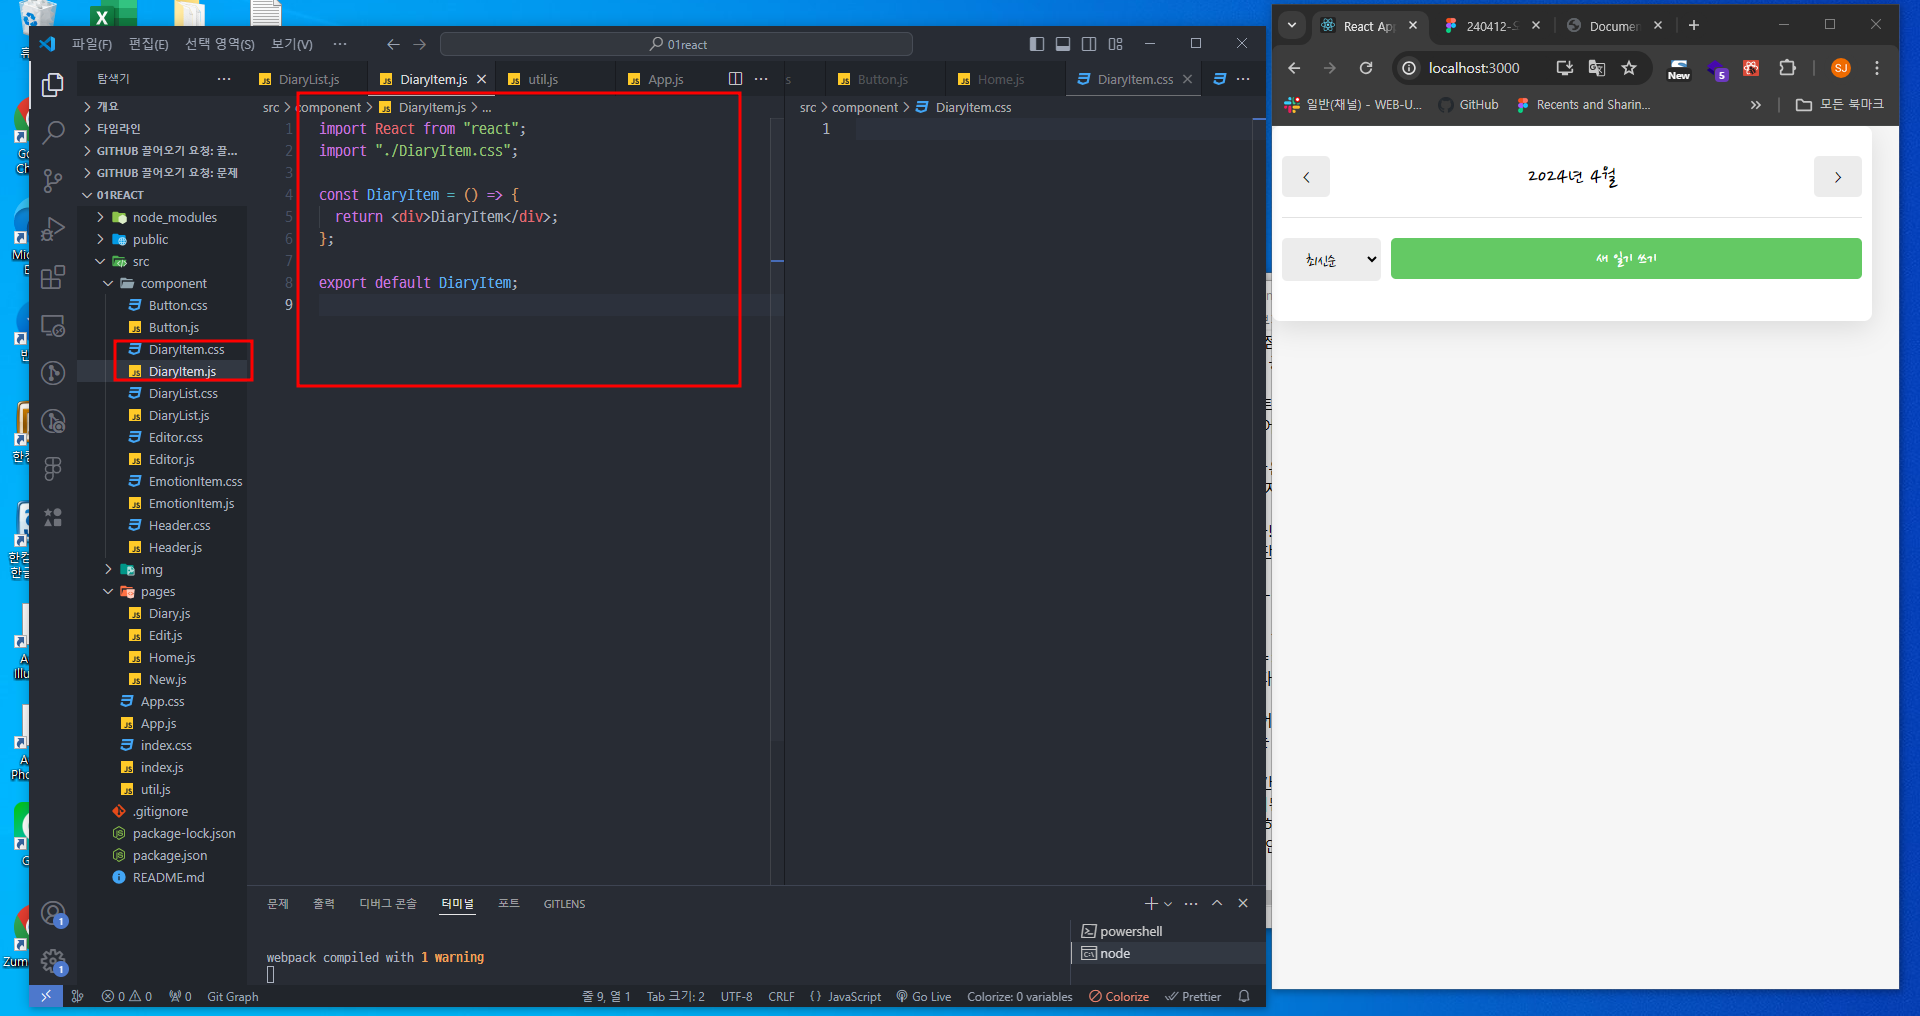 파일(F) 편집(E) 선택 영역(S) 보기(V) ··· 01react
탐색기 ···
개요
타임라인
GITHUB 끌어오기 요청: 끌...
GITHUB 끌어오기 요청: 문제
01REACT
node_modules
public
src
component
Button.css
Button.js
DiaryItem.css
DiaryItem.js
DiaryList.css
DiaryList.js
Editor.css
Editor.js
EmotionItem.css
EmotionItem.js
Header.css
Header.js
img
pages
Diary.js
Edit.js
Home.js
New.js
App.css
App.js
index.css
index.js
util.js
.gitignore
package-lock.json
package.json
README.md
DiaryList.js DiaryItem.js util.js App.js
src > component > DiaryItem.js > ...
1 import React from "react";
2 import "./DiaryItem.css";
3
4 const DiaryItem = () => {
5 return <div>DiaryItem</div>;
6 };
7
8 export default DiaryItem;
9
Button.js Home.js DiaryItem.css
src > component > DiaryItem.css
1
문제 출력 디버그 콘솔 터미널 포트 GITLENS
webpack compiled with 1 warning
powershell
node
0 0 0 Git Graph 줄 9, 열 1 Tab 크기: 2 UTF-8 CRLF {} JavaScript Go Live Colorize: 0 variables Colorize Prettier
React Ap 240412-S Documen
localhost:3000 New 5 SJ
일반(채널) - WEB-U... GitHub Recents and Sharin... 모든 북마크
< 2024년 4월 >
최신순 새 일기 쓰기